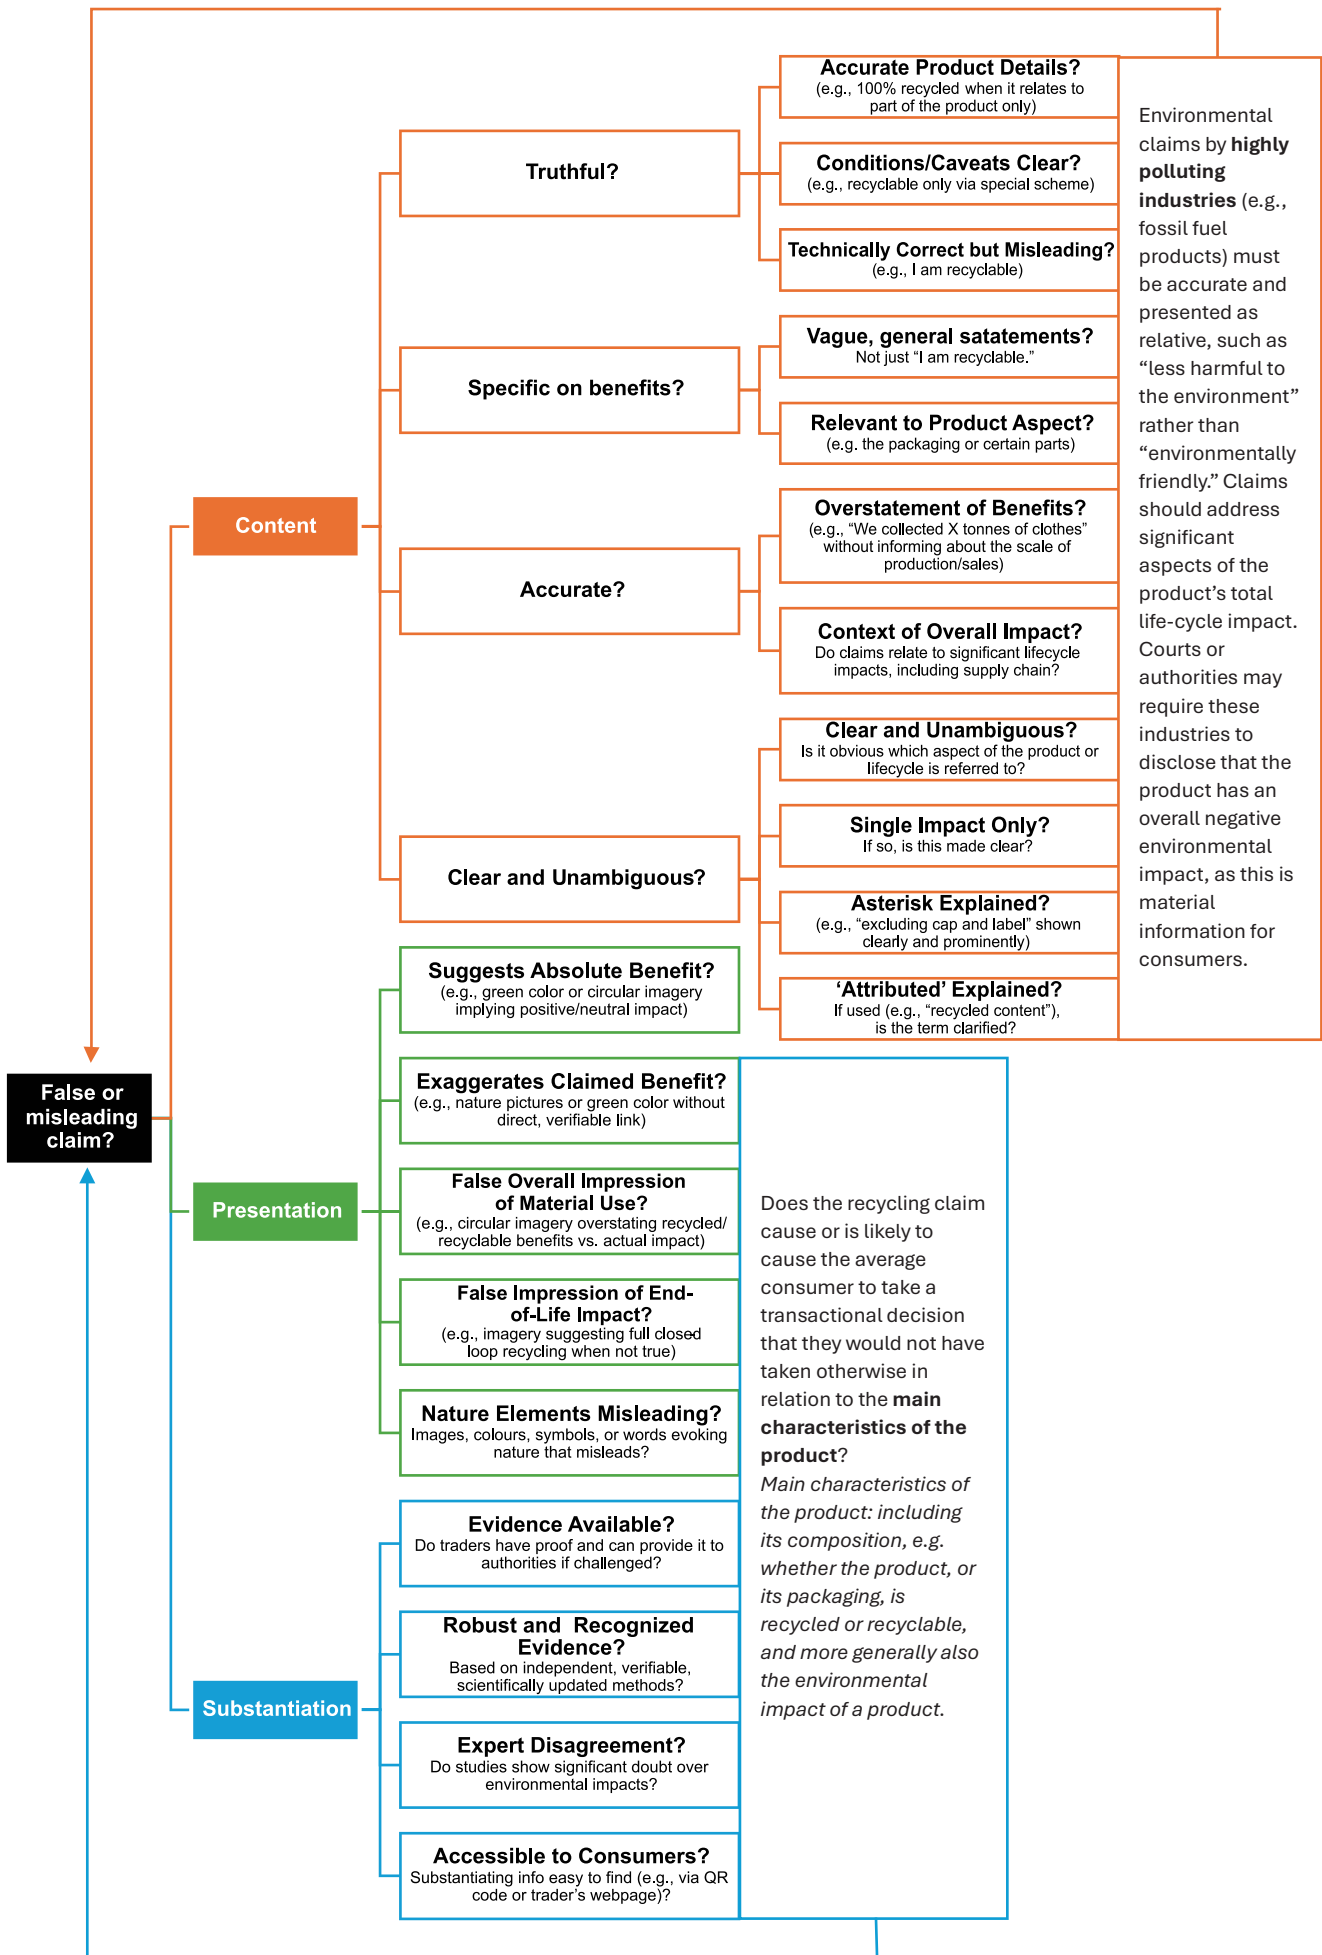 Accurate Product Details?
(e.g., 100% recycled when it relates to
part of the product only)
Truthful?
Conditions/Caveats Clear?
(e.g., recyclable only via special scheme)
Technically Correct but Misleading?
(e.g., I am recyclable)
Vague, general satatements?
Not just “I am recyclable.”
Specific on benefits?
Relevant to Product Aspect?
(e.g. the packaging or certain parts)
Content
Overstatement of Benefits?
(e.g., “We collected X tonnes of clothes”
without informing about the scale of
production/sales)
Accurate?
Context of Overall Impact?
Do claims relate to significant lifecycle
impacts, including supply chain?
Clear and Unambiguous?
Is it obvious which aspect of the product or
lifecycle is referred to?
Single Impact Only?
If so, is this made clear?
Clear and Unambiguous?
Asterisk Explained?
(e.g., “excluding cap and label” shown
clearly and prominently)
‘Attributed’ Explained?
If used (e.g., “recycled content”),
is the term clarified?
Environmental
claims by highly
polluting
industries (e.g.,
fossil fuel
products) must
be accurate and
presented as
relative, such as
“less harmful to
the environment”
rather than
“environmentally
friendly.” Claims
should address
significant
aspects of the
product’s total
life-cycle impact.
Courts or
authorities may
require these
industries to
disclose that the
product has an
overall negative
environmental
impact, as this is
material
information for
consumers.
False or
misleading
claim?
Presentation
Suggests Absolute Benefit?
(e.g., green color or circular imagery
implying positive/neutral impact)
Exaggerates Claimed Benefit?
(e.g., nature pictures or green color without
direct, verifiable link)
False Overall Impression
of Material Use?
(e.g., circular imagery overstating recycled/
recyclable benefits vs. actual impact)
False Impression of End-
of-Life Impact?
(e.g., imagery suggesting full closed
loop recycling when not true)
Nature Elements Misleading?
Images, colours, symbols, or words evoking
nature that misleads?
Substantiation
Evidence Available?
Do traders have proof and can provide it to
authorities if challenged?
Robust and Recognized
Evidence?
Based on independent, verifiable,
scientifically updated methods?
Expert Disagreement?
Do studies show significant doubt over
environmental impacts?
Accessible to Consumers?
Substantiating info easy to find (e.g., via QR
code or trader’s webpage)?
Does the recycling claim
cause or is likely to
cause the average
consumer to take a
transactional decision
that they would not have
taken otherwise in
relation to the main
characteristics of the
product?
Main characteristics of
the product: including
its composition, e.g.
whether the product, or
its packaging, is
recycled or recyclable,
and more generally also
the environmental
impact of a product.